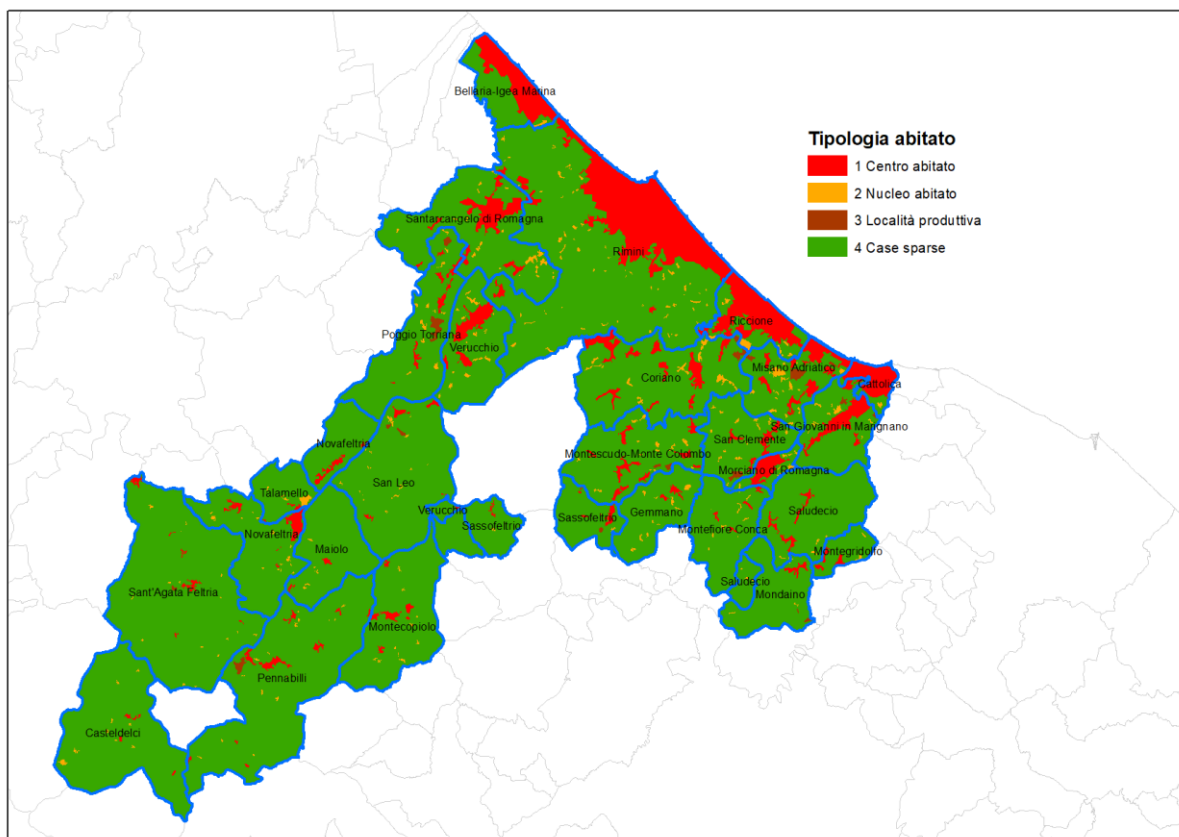 Bellaria-Igea Marina
Tipologia abitato
1 Centro abitato
2 Nucleo abitato
3 Località produttiva
4 Case sparse
Santarcangelo di Romagna
Rimini
Riccione
Poggio Torriana
Verucchio
Misano Adriatico
Coriano
Cattolica
San Giovanni in Marignano
Novafeltria
San Clemente
Montescudo-Monte Colombo
Morciano di Romagna
San Leo
Talamello
Verucchio
Sassofeltrio
Sassofeltrio
Gemmano
Saludecio
Montefiore Conca
Novafeltria
Maiolo
Montegridolfo
Saludecio
Mondaino
Sant'Agata Feltria
Montecopiolo
Pennabilli
Casteldelci